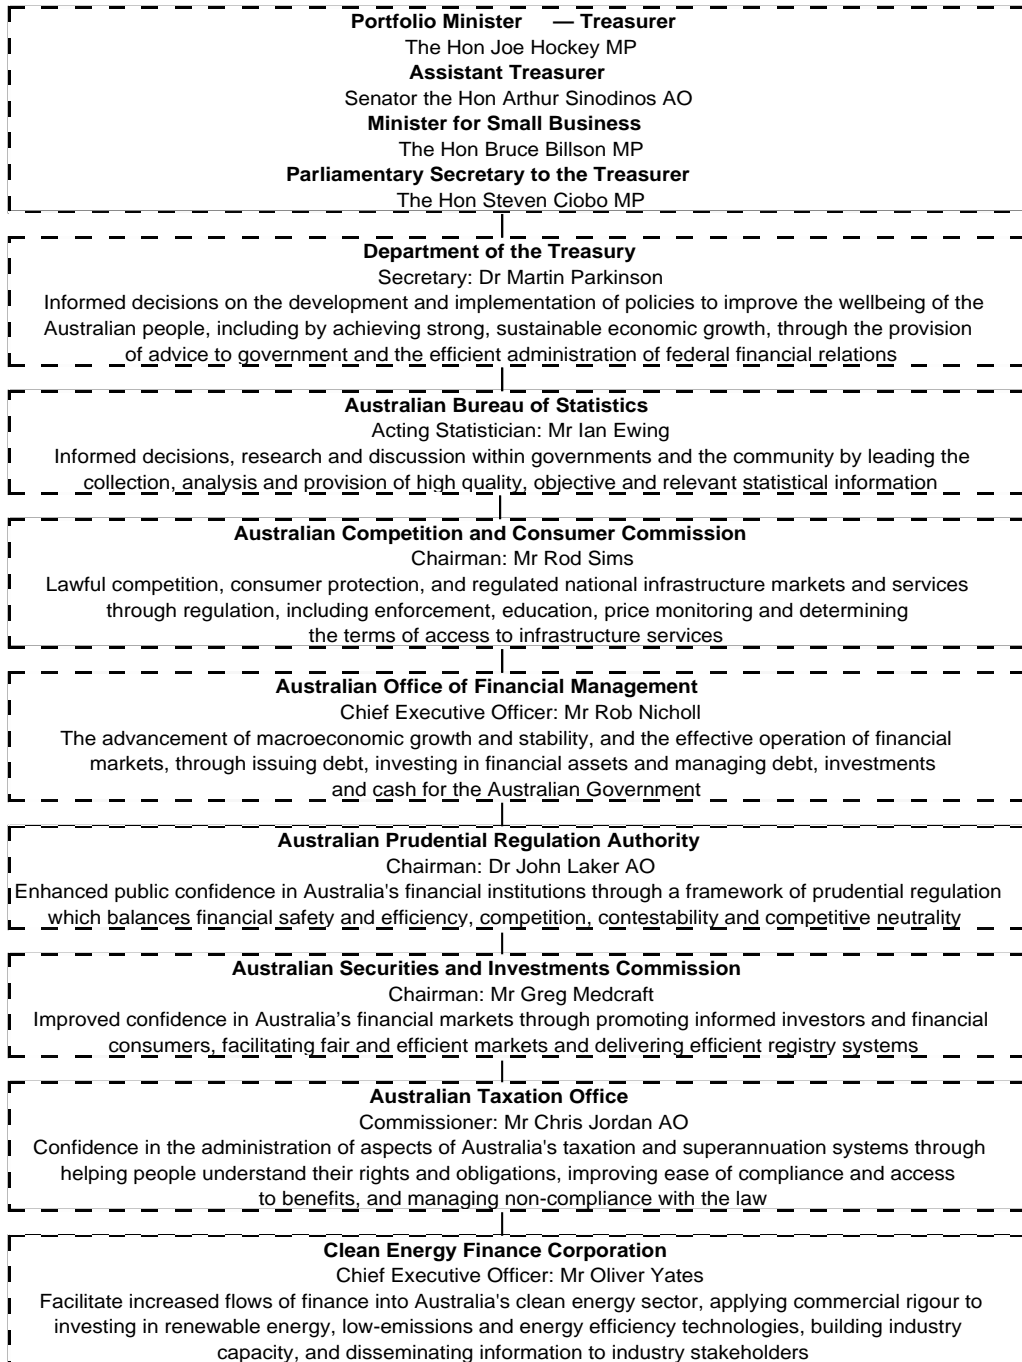 Portfolio Minister — Treasurer
The Hon Joe Hockey MP
Assistant Treasurer
Senator the Hon Arthur Sinodinos AO
Minister for Small Business
The Hon Bruce Billson MP
Parliamentary Secretary to the Treasurer
The Hon Steven Ciobo MP
Department of the Treasury
Secretary: Dr Martin Parkinson
Informed decisions on the development and implementation of policies to improve the wellbeing of the
Australian people, including by achieving strong, sustainable economic growth, through the provision
of advice to government and the efficient administration of federal financial relations
Australian Bureau of Statistics
Acting Statistician: Mr Ian Ewing
Informed decisions, research and discussion within governments and the community by leading the
collection, analysis and provision of high quality, objective and relevant statistical information
Australian Competition and Consumer Commission
Chairman: Mr Rod Sims
Lawful competition, consumer protection, and regulated national infrastructure markets and services
through regulation, including enforcement, education, price monitoring and determining
the terms of access to infrastructure services
Australian Office of Financial Management
Chief Executive Officer: Mr Rob Nicholl
The advancement of macroeconomic growth and stability, and the effective operation of financial
markets, through issuing debt, investing in financial assets and managing debt, investments
and cash for the Australian Government
Australian Prudential Regulation Authority
Chairman: Dr John Laker AO
Enhanced public confidence in Australia's financial institutions through a framework of prudential regulation
which balances financial safety and efficiency, competition, contestability and competitive neutrality
Australian Securities and Investments Commission
Chairman: Mr Greg Medcraft
Improved confidence in Australia’s financial markets through promoting informed investors and financial
consumers, facilitating fair and efficient markets and delivering efficient registry systems
Australian Taxation Office
Commissioner: Mr Chris Jordan AO
Confidence in the administration of aspects of Australia's taxation and superannuation systems through
helping people understand their rights and obligations, improving ease of compliance and access
to benefits, and managing non-compliance with the law
Clean Energy Finance Corporation
Chief Executive Officer: Mr Oliver Yates
Facilitate increased flows of finance into Australia's clean energy sector, applying commercial rigour to
investing in renewable energy, low-emissions and energy efficiency technologies, building industry
capacity, and disseminating information to industry stakeholders